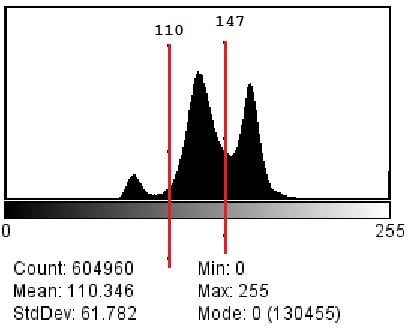 110 147
0 255
Count: 604960 Min: 0
Mean: 110.346 Max: 255
StdDev: 61.782 Mode: 0 (130455)